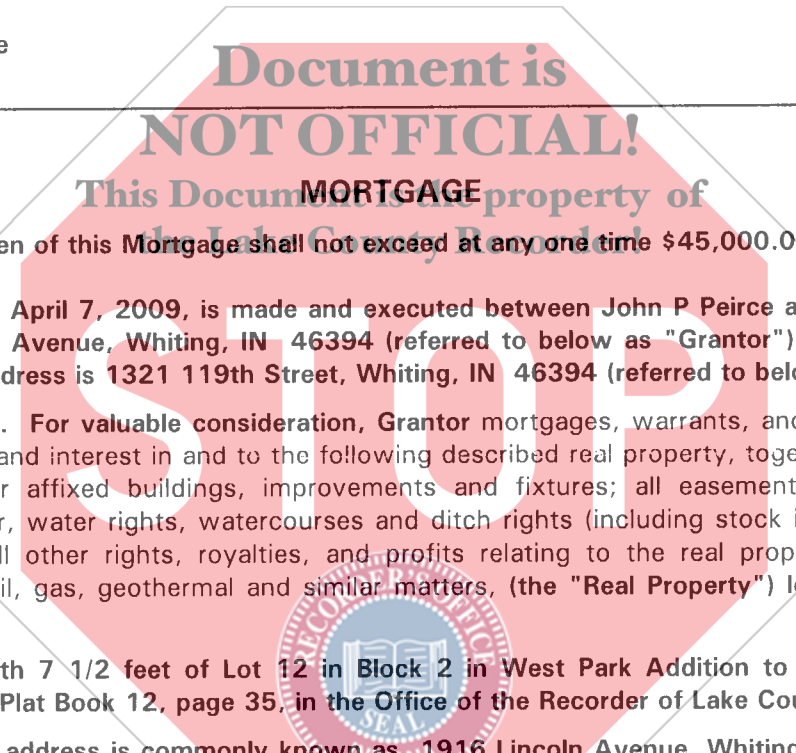 e
Document is
NOT OFFICIAL!
MORTGAGE
This Document is the property of
the Lake County Recorder!
en of this Mortgage shall not exceed at any one time $45,000.0
April 7, 2009, is made and executed between John P Peirce a
Avenue, Whiting, IN 46394 (referred to below as "Grantor")
dress is 1321 119th Street, Whiting, IN 46394 (referred to belo
. For valuable consideration, Grantor mortgages, warrants, and
and interest in and to the following described real property, toge
r affixed buildings, improvements and fixtures; all easement
r, water rights, watercourses and ditch rights (including stock i
ll other rights, royalties, and profits relating to the real prop
il, gas, geothermal and similar matters, (the "Real Property") l
STOP
RECORDER'S OFFICE
th 7 1/2 feet of Lot 12 in Block 2 in West Park Addition to
Plat Book 12, page 35, in the Office of the Recorder of Lake Cou
SEAL
address is commonly known as 1916 Lincoln Avenue, Whiting